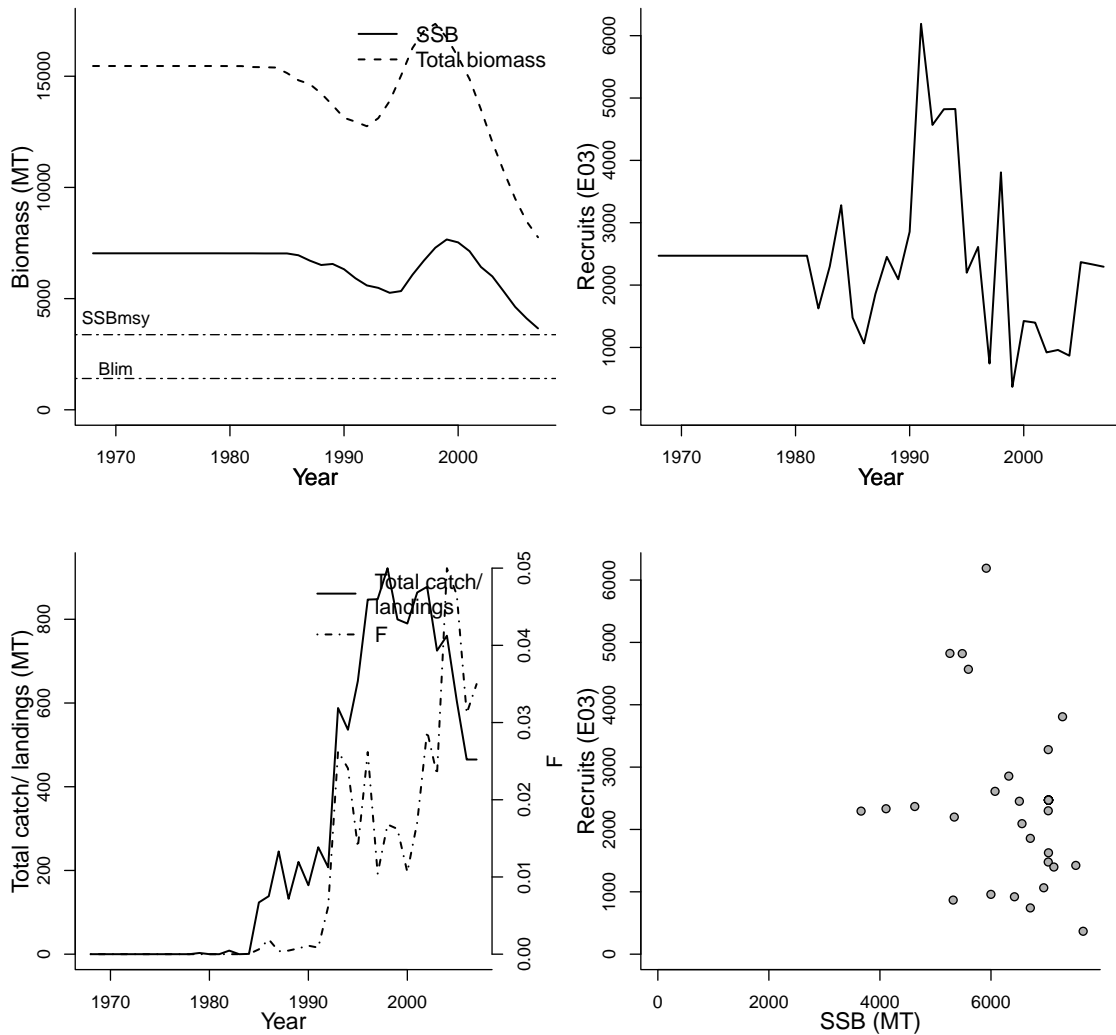 SSB
Total biomass
Biomass (MT)
0
5000
10000
15000
SSBmsy
Blim
1970
1980
1990
2000
Year
Recruits (E03)
0
1000
2000
3000
4000
5000
6000
1970
1980
1990
2000
Year
Total catch/
landings
F
Total catch/ landings (MT)
0
200
400
600
800
0.00
0.01
0.02
0.03
0.04
0.05
F
1970
1980
1990
2000
Year
Recruits (E03)
0
1000
2000
3000
4000
5000
6000
0
2000
4000
6000
SSB (MT)